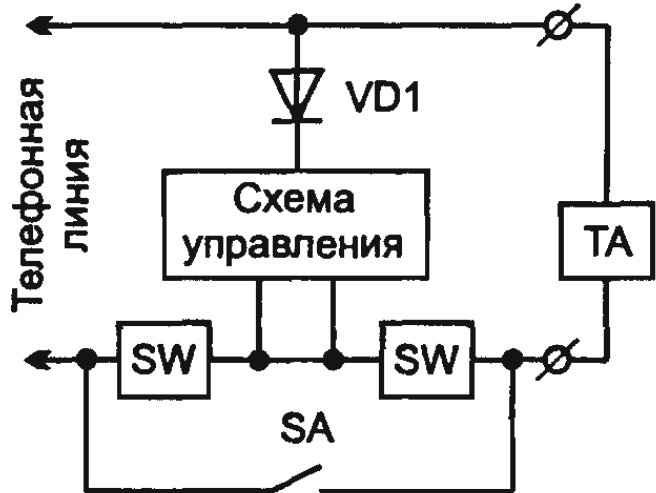 Телефонная
линия
VD1
Схема
управления
TA
SW
SW
SA